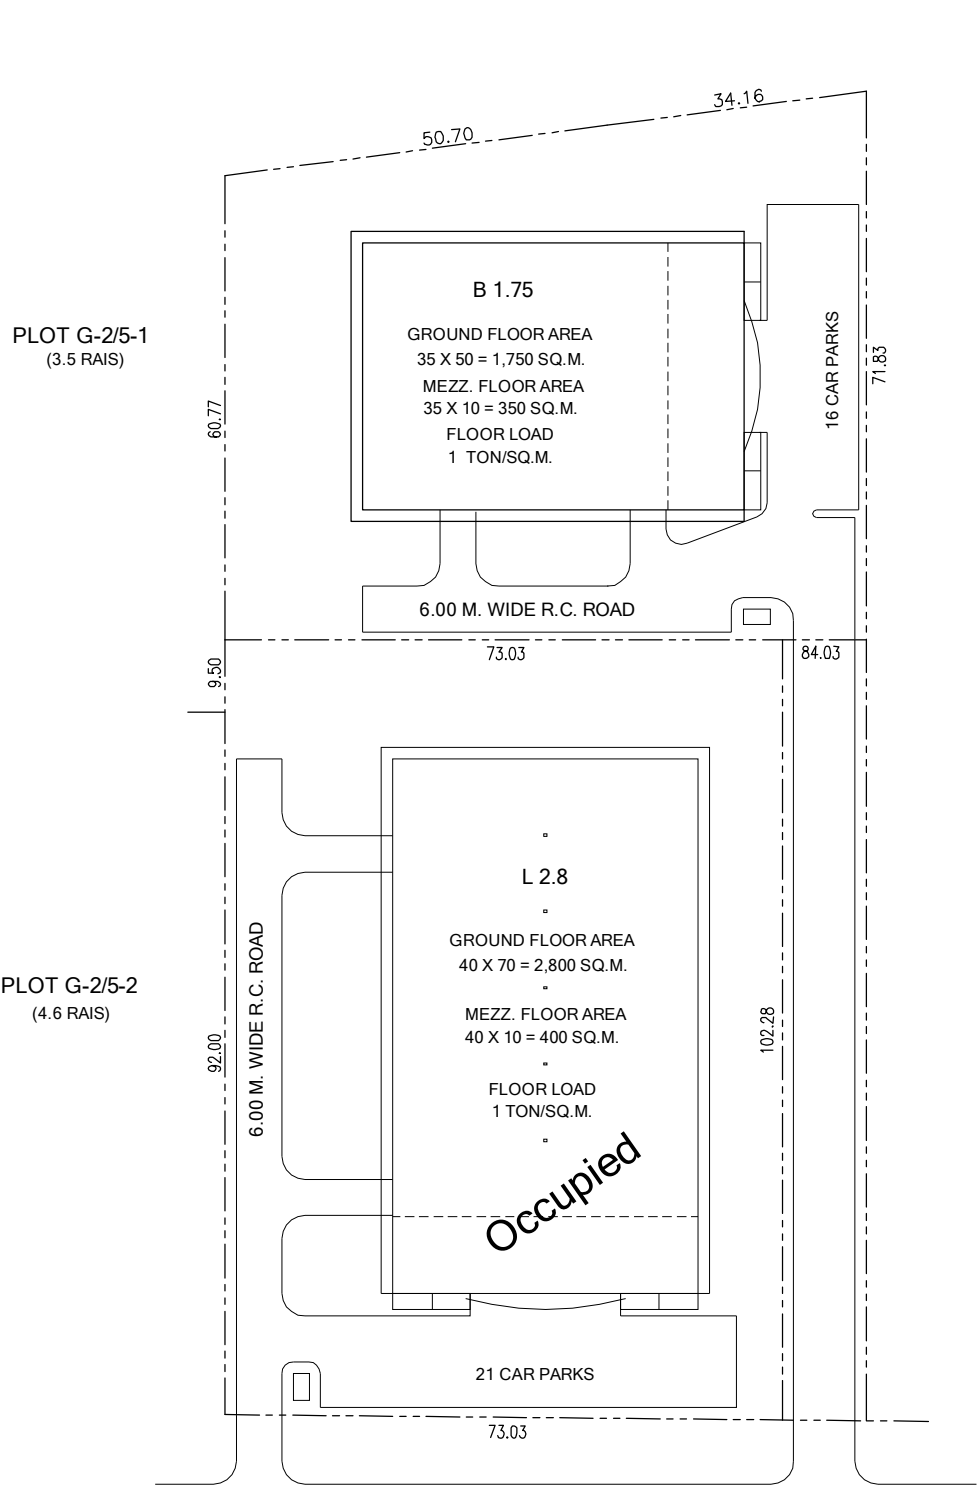 34.16
50.70
B 1.75
PLOT G-2/5-1
(3.5 RAIS)
GROUND FLOOR AREA
35 X 50 = 1,750 SQ.M.
MEZZ. FLOOR AREA
35 X 10 = 350 SQ.M.
FLOOR LOAD
1 TON/SQ.M.
16 CAR PARKS
71.83
60.77
6.00 M. WIDE R.C. ROAD
73.03
84.03
9.50
L 2.8
GROUND FLOOR AREA
40 X 70 = 2,800 SQ.M.
PLOT G-2/5-2
(4.6 RAIS)
6.00 M. WIDE R.C. ROAD
MEZZ. FLOOR AREA
40 X 10 = 400 SQ.M.
92.00
102.28
FLOOR LOAD
1 TON/SQ.M.
Occupied
21 CAR PARKS
73.03